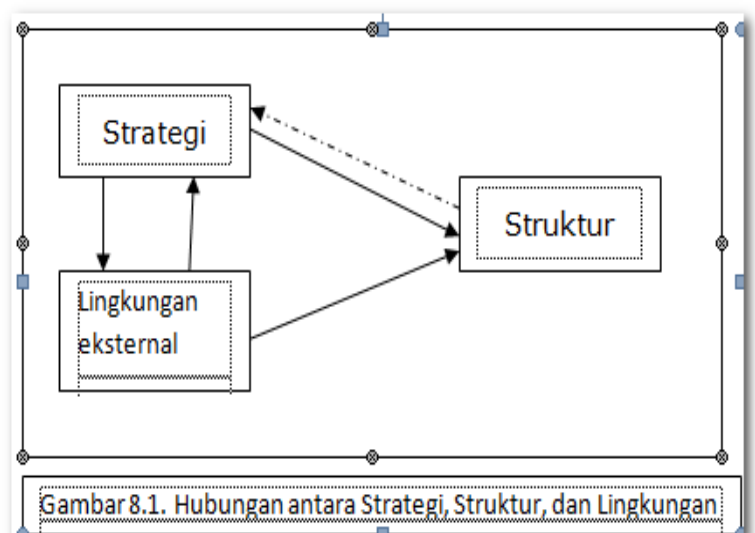 Strategi
Struktur
Lingkungan
eksternal
Gambar 8.1. Hubungan antara Strategi, Struktur, dan Lingkungan